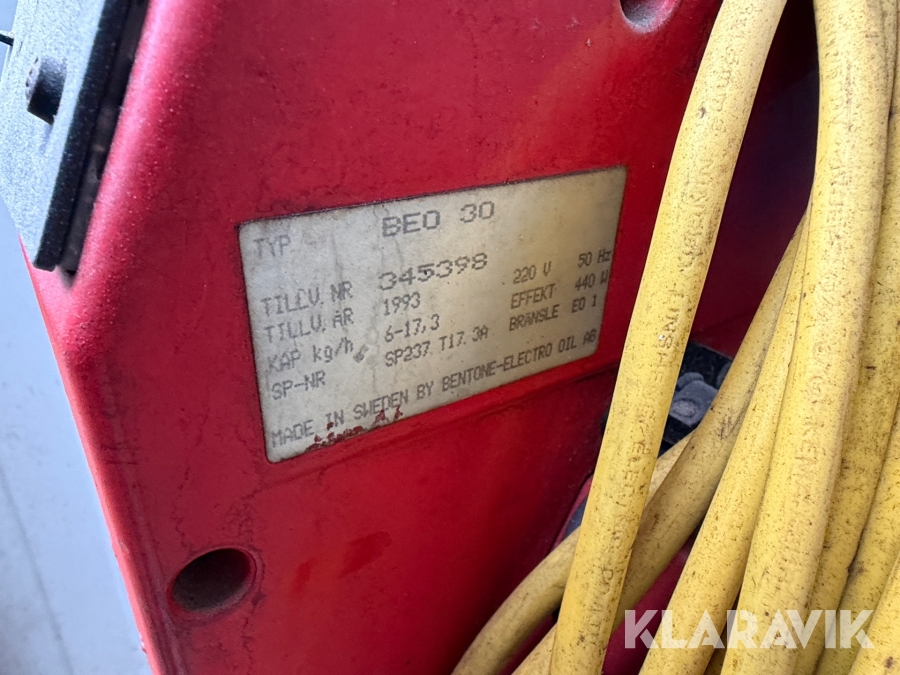 TYP BEO 30
TILLV. NR 345398 220 V 50 Hz
TILLV. ÅR 1993 EFFEKT 440 W
KAP kg/h 6-17,3 BRÄNSLE EO 1
SP-NR SP237 T17.3A
MADE IN SWEDEN BY BENTONE-ELECTRO OIL AB
KLARAVIK